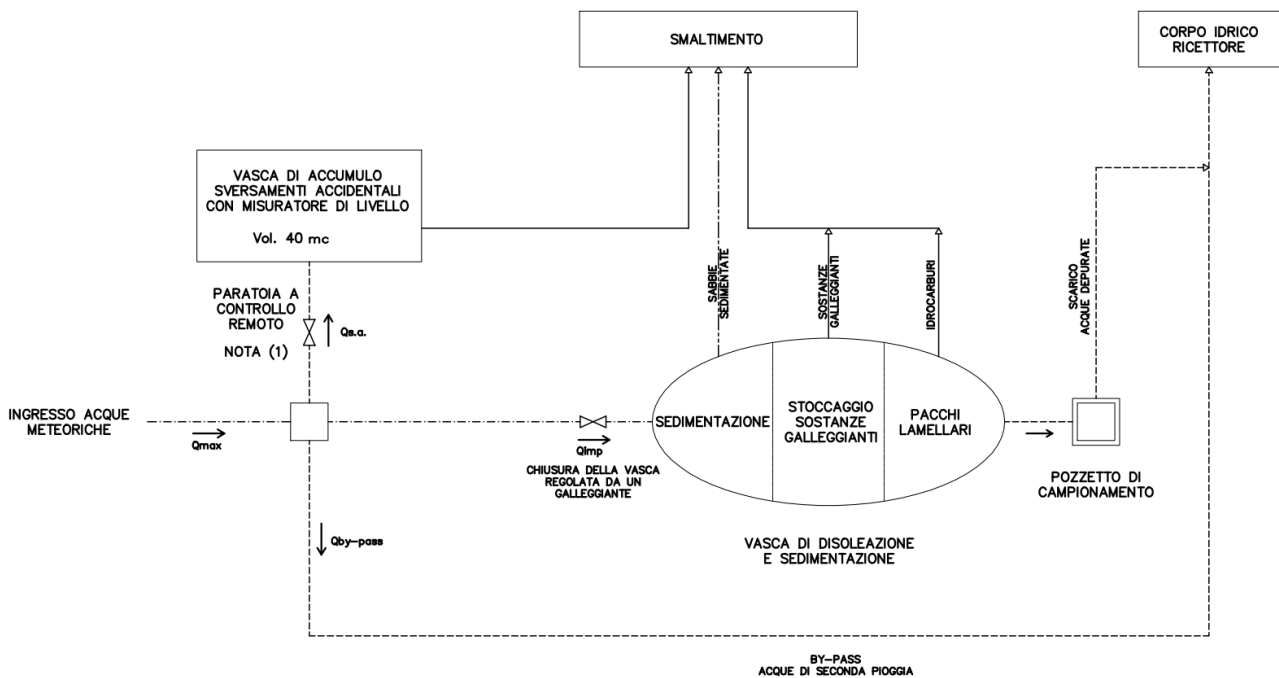 SMALTIMENTO
CORPO IDRICO
RICETTORE
VASCA DI ACCUMULO
SVERSAMENTI ACCIDENTALI
CON MISURATORE DI LIVELLO
Vol. 40 mc
PARATOIA A
CONTROLLO
REMOTO
NOTA (1)
Qs.a.
SABBIE
SEDIMENTATE
SOSTANZE
GALLEGGIANTI
IDROCARBURI
SCARICO
ACQUE DEPURATE
INGRESSO ACQUE
METEORICHE
Qmax
Qimp
CHIUSURA DELLA VASCA
REGOLATA DA UN
GALLEGGIANTE
SEDIMENTAZIONE
STOCCAGGIO
SOSTANZE
GALLEGGIANTI
PACCHI
LAMELLARI
POZZETTO DI
CAMPIONAMENTO
Qby-pass
VASCA DI DISOLEAZIONE
E SEDIMENTAZIONE
BY-PASS
ACQUE DI SECONDA PIOGGIA